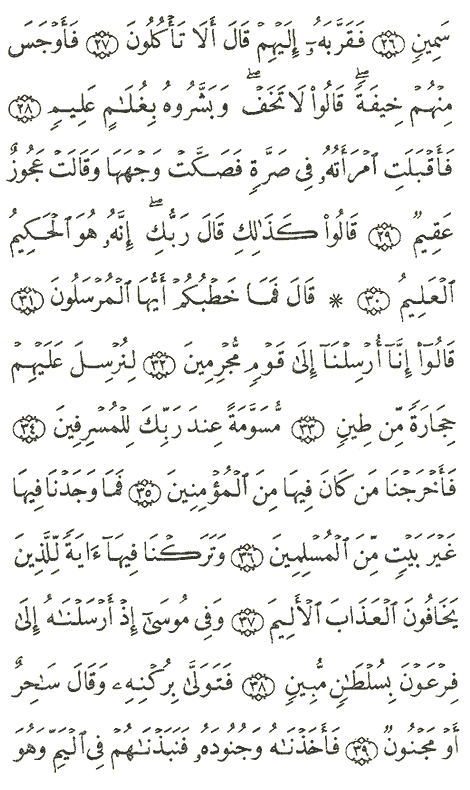 سَمِينٍ ٢٦ فَقَرَّبَهُۥٓ إِلَيْهِمْ قَالَ أَلَا تَأْكُلُونَ ٢٧ فَأَوْجَسَ
مِنْهُمْ خِيفَةًۖ قَالُوا۟ لَا تَخَفْۖ وَبَشَّرُوهُ بِغُلَٰمٍ عَلِيمٍ ٢٨
فَأَقْبَلَتِ ٱمْرَأَتُهُۥ فِى صَرَّةٍ فَصَكَّتْ وَجْهَهَا وَقَالَتْ عَجُوزٌ
عَقِيمٌ ٢٩ قَالُوا۟ كَذَٰلِكِ قَالَ رَبُّكِۖ إِنَّهُۥ هُوَ ٱلْحَكِيمُ
ٱلْعَلِيمُ ٣٠ * قَالَ فَمَا خَطْبُكُمْ أَيُّهَا ٱلْمُرْسَلُونَ ٣١
قَالُوٓا۟ إِنَّآ أُرْسِلْنَآ إِلَىٰ قَوْمٍ مُّجْرِمِينَ ٣٢ لِنُرْسِلَ عَلَيْهِمْ
حِجَارَةً مِّن طِينٍ ٣٣ مُّسَوَّمَةً عِندَ رَبِّكَ لِلْمُسْرِفِينَ ٣٤
فَأَخْرَجْنَا مَن كَانَ فِيهَا مِنَ ٱلْمُؤْمِنِينَ ٣٥ فَمَا وَجَدْنَا فِيهَا
غَيْرَ بَيْتٍ مِّنَ ٱلْمُسْلِمِينَ ٣٦ وَتَرَكْنَا فِيهَآ ءَايَةً لِّلَّذِينَ
يَخَافُونَ ٱلْعَذَابَ ٱلْأَلِيمَ ٣٧ وَفِى مُوسَىٰٓ إِذْ أَرْسَلْنَٰهُ إِلَىٰ
فِرْعَوْنَ بِسُلْطَٰنٍ مُّبِينٍ ٣٨ فَتَوَلَّىٰ بِرُكْنِهِۦ وَقَالَ سَٰحِرٌ
أَوْ مَجْنُونٌ ٣٩ فَأَخَذْنَٰهُ وَجُنُودَهُۥ فَنَبَذْنَٰهُمْ فِى ٱلْيَمِّ وَهُوَ